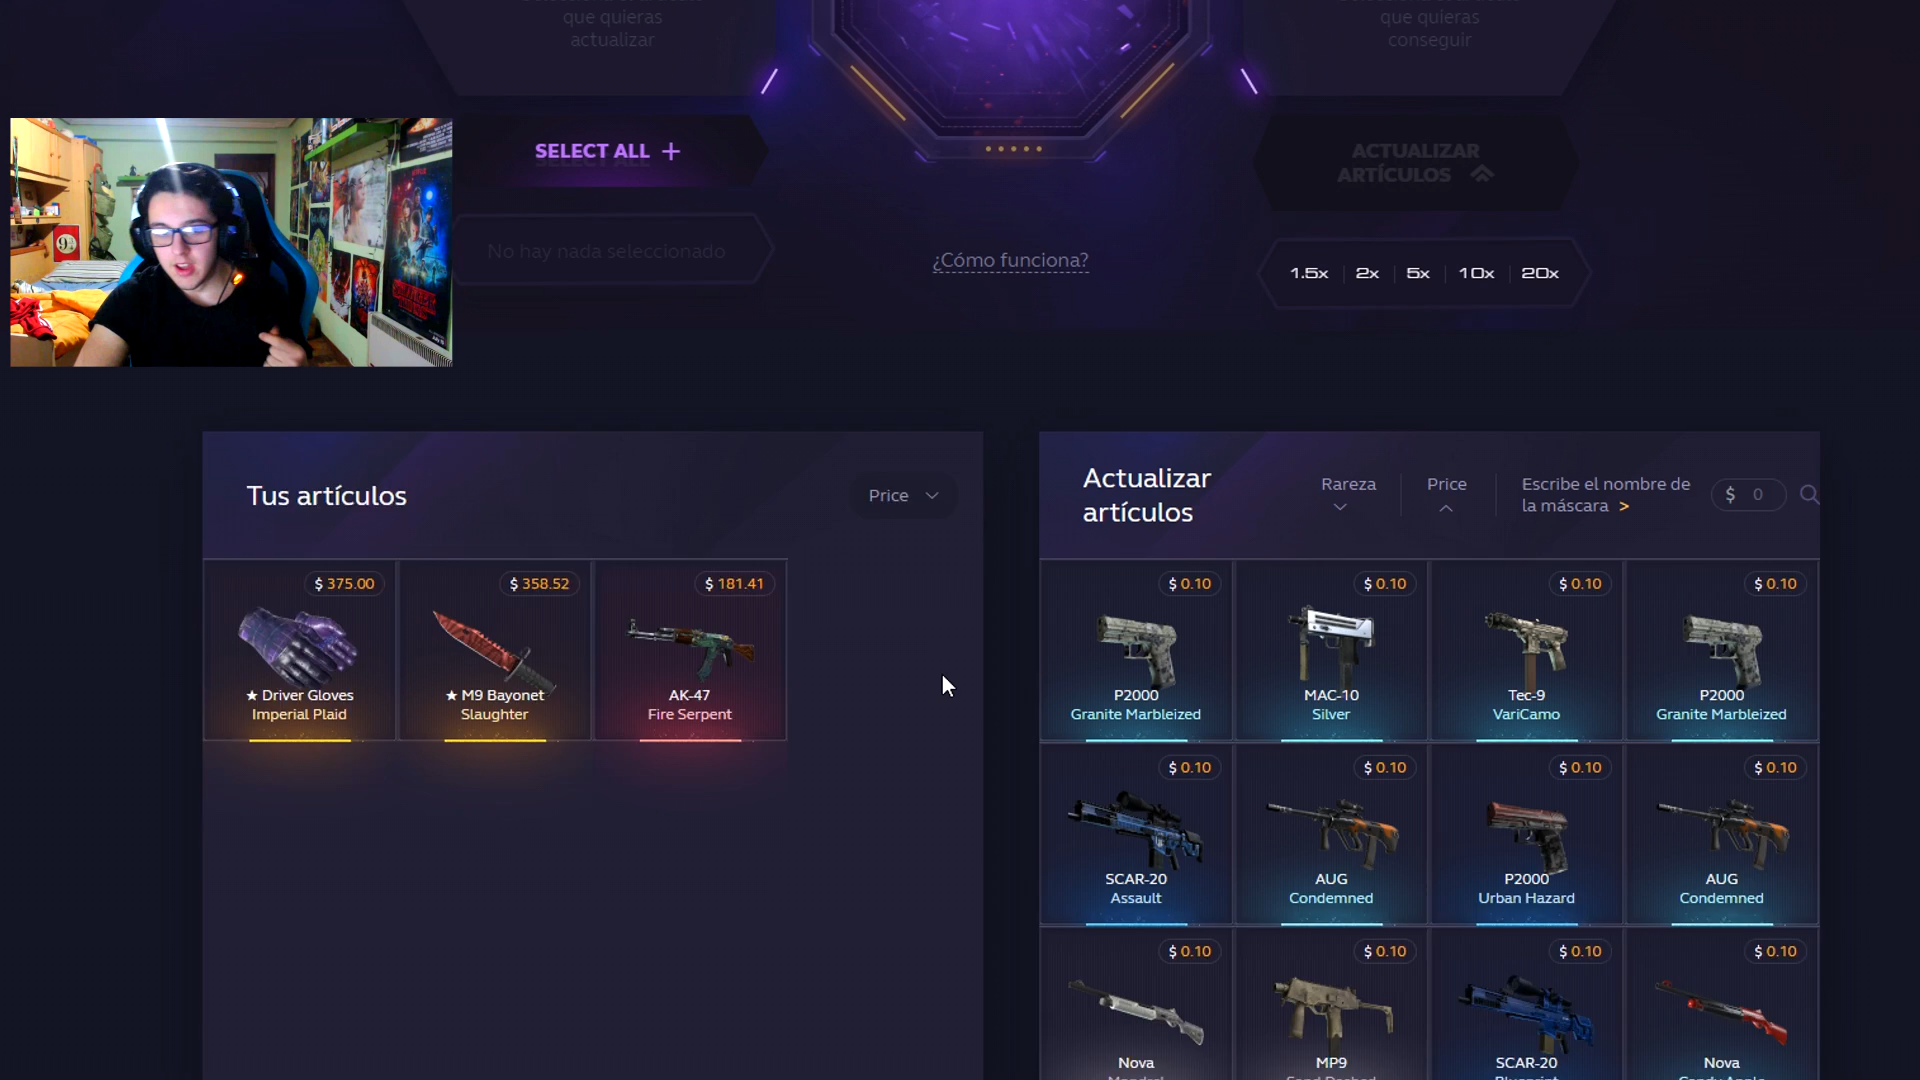 que quieras
actualizar
que quieras
conseguir
SELECT ALL +
ACTUALIZAR
ARTÍCULOS
No hay nada seleccionado
¿Cómo funciona?
1.5x 2x 5x 10x 20x
Tus artículos
Price
Actualizar
artículos
Rareza
Price
Escribe el nombre de
la máscara >
$ 0
$ 375.00
★ Driver Gloves
Imperial Plaid
$ 358.52
★ M9 Bayonet
Slaughter
$ 181.41
AK-47
Fire Serpent
$ 0.10
P2000
Granite Marbleized
$ 0.10
MAC-10
Silver
$ 0.10
Tec-9
VariCamo
$ 0.10
P2000
Granite Marbleized
$ 0.10
SCAR-20
Assault
$ 0.10
AUG
Condemned
$ 0.10
P2000
Urban Hazard
$ 0.10
AUG
Condemned
$ 0.10
Nova
$ 0.10
MP9
$ 0.10
SCAR-20
$ 0.10
Nova